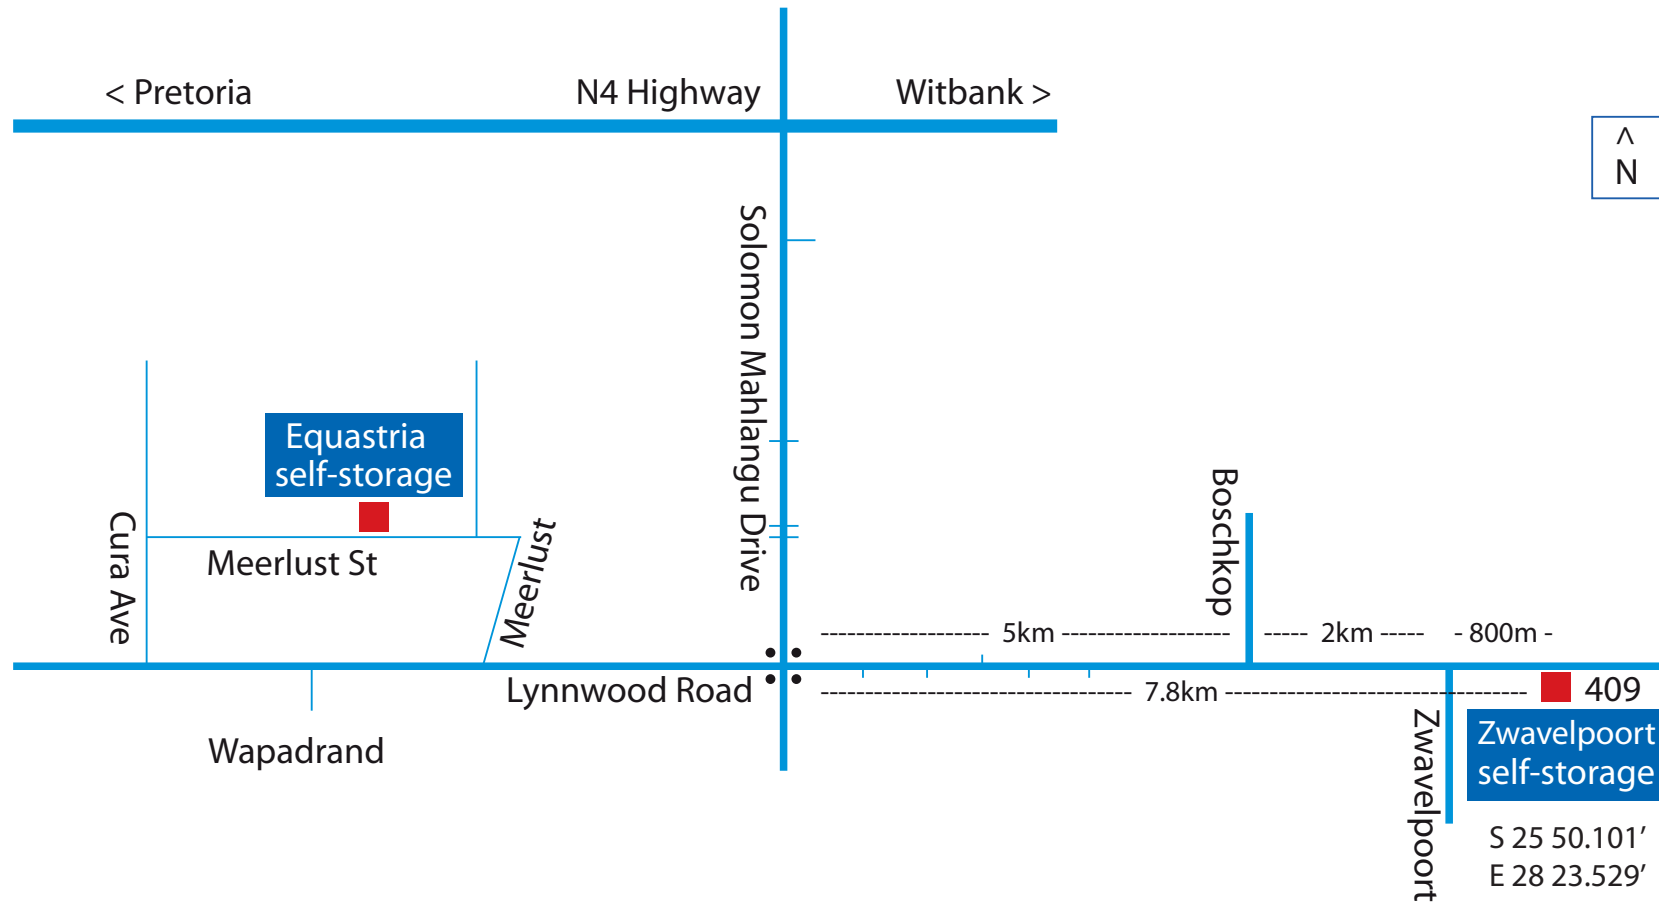 < Pretoria
N4 Highway
Witbank >
^
N
Solomon Mahlangu Drive
Equastria
self-storage
Cura Ave
Meerlust St
Meerlust
Boschkop
5km
2km
800m
Lynnwood Road
7.8km
409
Wapadrand
Zwavelpoort
Zwavelpoort
self-storage
S 25 50.101′
E 28 23.529′